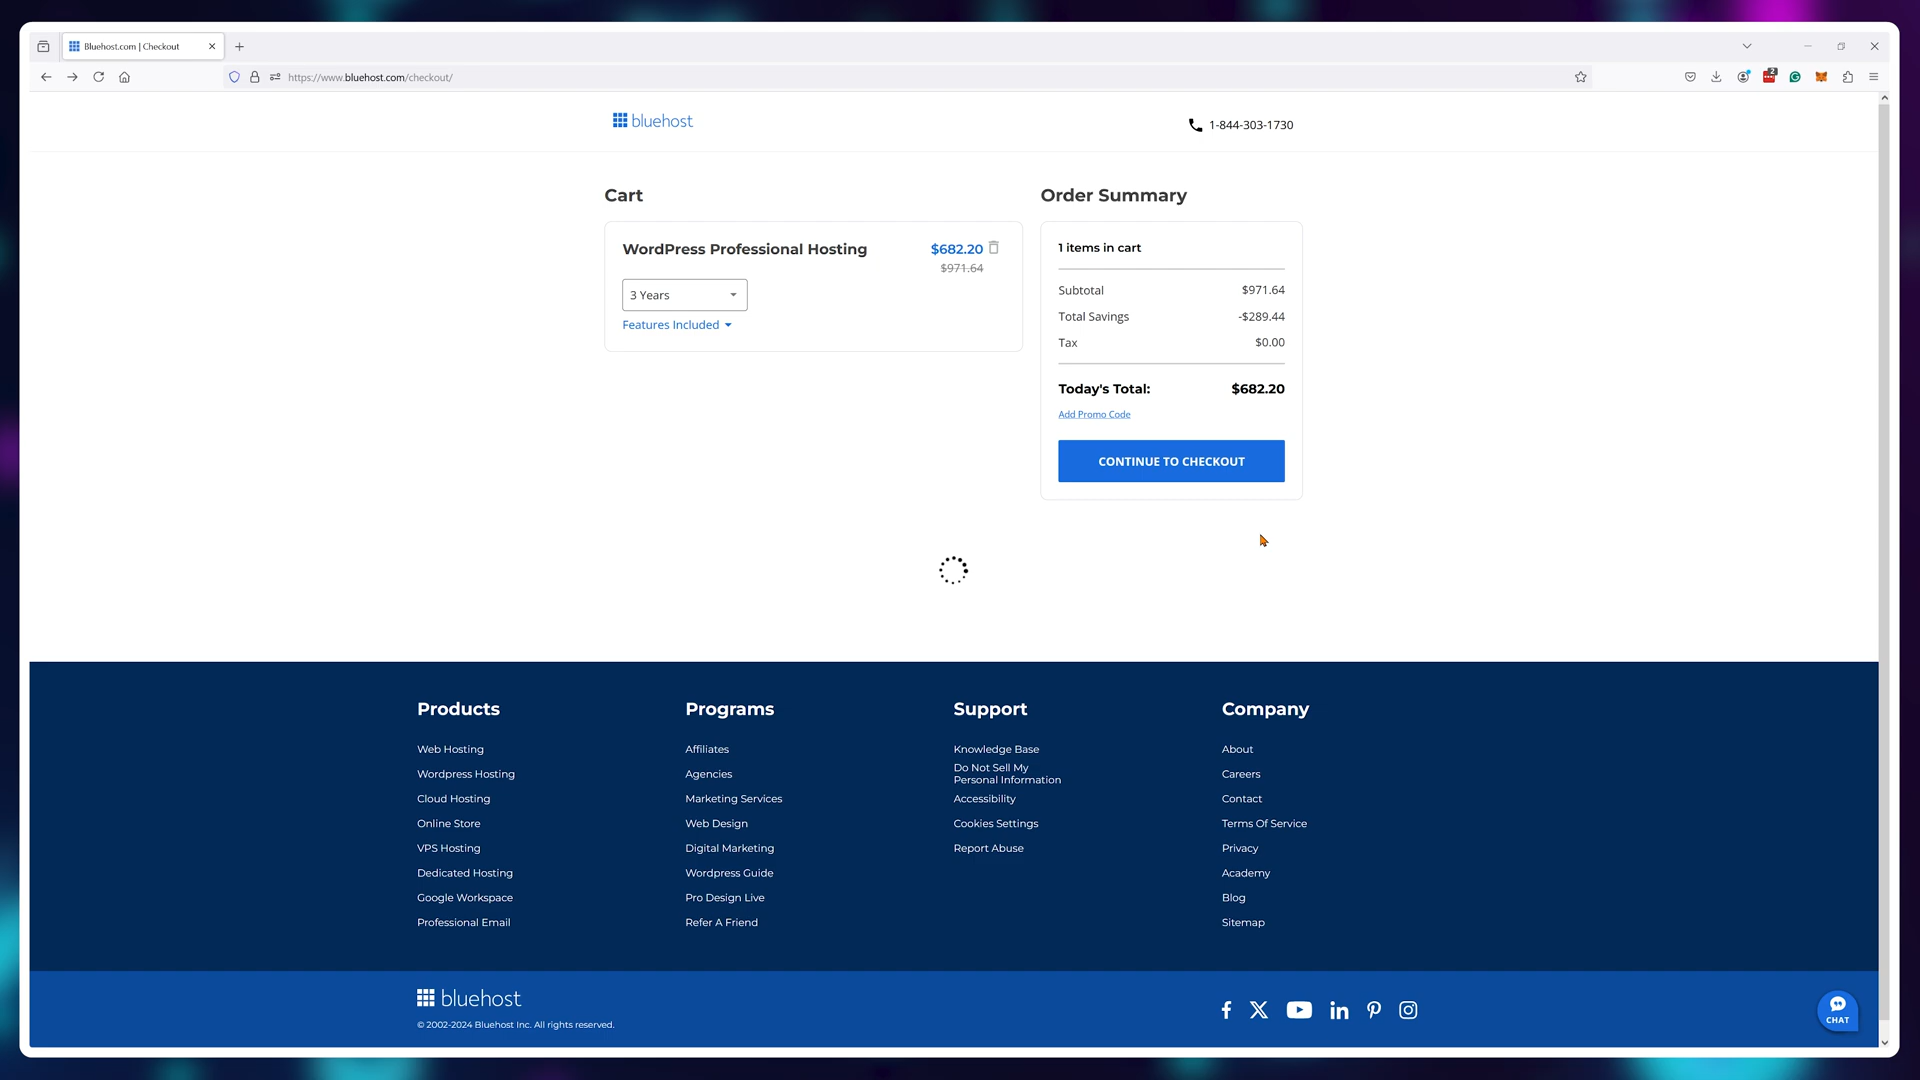 Bluehost.com | Checkout
https://www.bluehost.com/checkout/
2
bluehost
1-844-303-1730
Cart
WordPress Professional Hosting
$682.20
$971.64
3 Years
Features Included
Order Summary
1 items in cart
Subtotal $971.64
Total Savings -$289.44
Tax $0.00
Today's Total: $682.20
Add Promo Code
CONTINUE TO CHECKOUT
Products
Web Hosting
Wordpress Hosting
Cloud Hosting
Online Store
VPS Hosting
Dedicated Hosting
Google Workspace
Professional Email
Programs
Affiliates
Agencies
Marketing Services
Web Design
Digital Marketing
Wordpress Guide
Pro Design Live
Refer A Friend
Support
Knowledge Base
Do Not Sell My
Personal Information
Accessibility
Cookies Settings
Report Abuse
Company
About
Careers
Contact
Terms Of Service
Privacy
Academy
Blog
Sitemap
bluehost
© 2002-2024 Bluehost Inc. All rights reserved.
CHAT